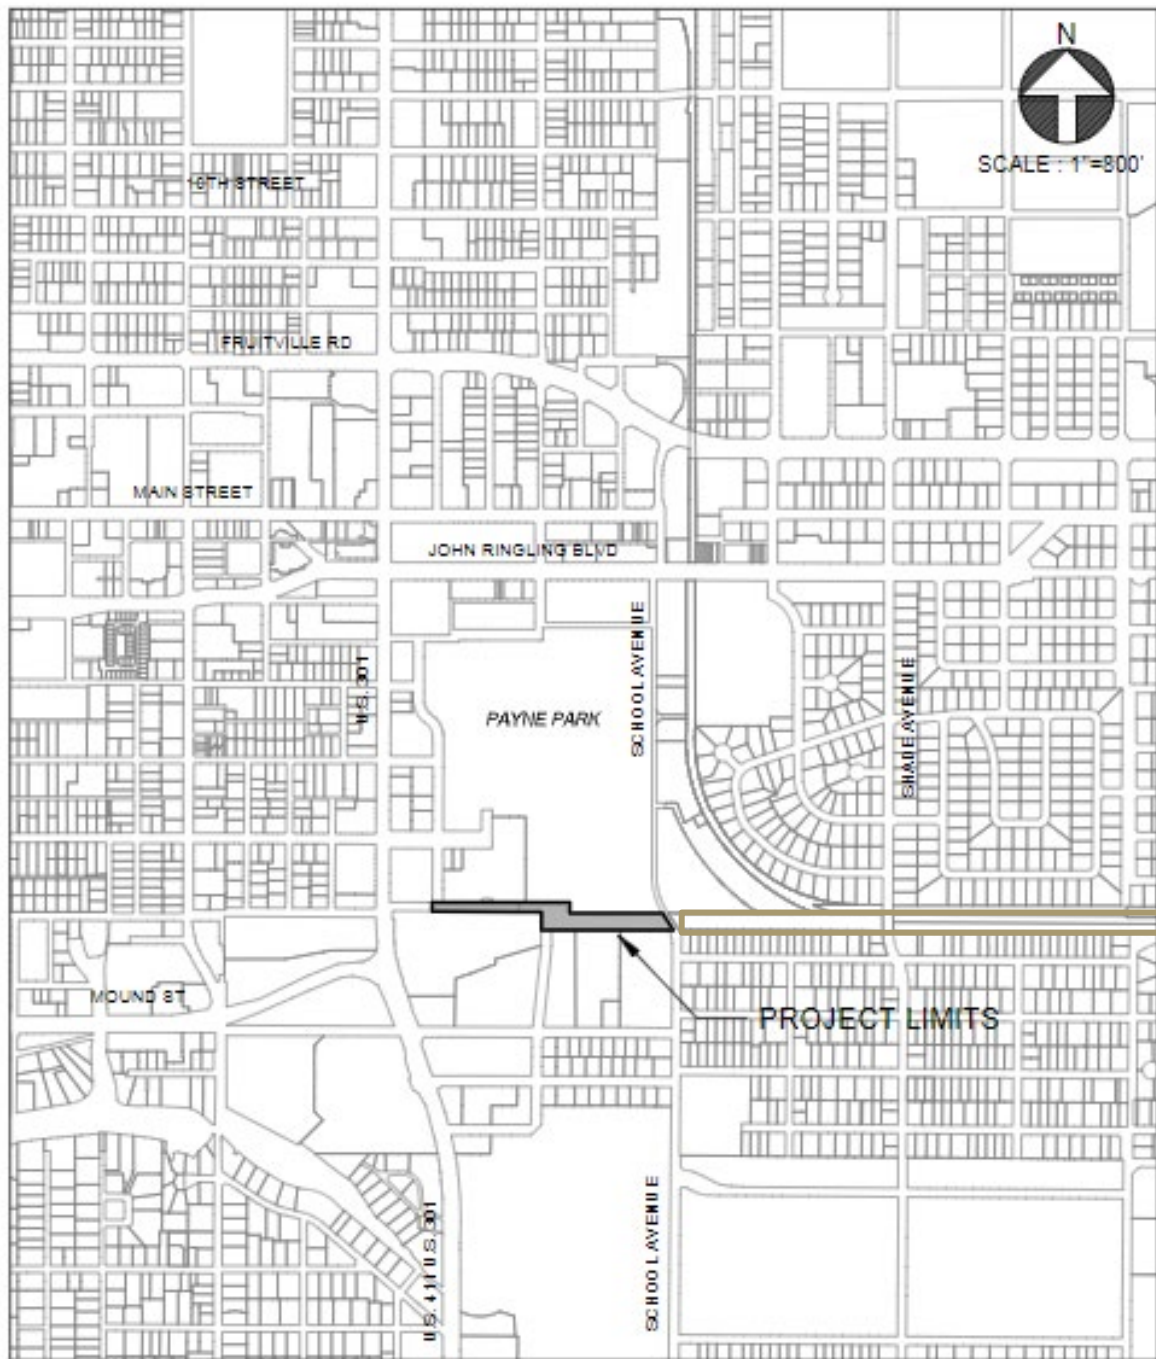 N
SCALE : 1"=800'
10TH STREET
FRUITVILLE RD
MAIN STREET
JOHN RINGLING BLVD
SCHOOL AVENUE
U.S. 301
PAYNE PARK
SHADE AVENUE
MOUND ST
PROJECT LIMITS
U.S. 41 / U.S. 301
SCHOOL AVENUE